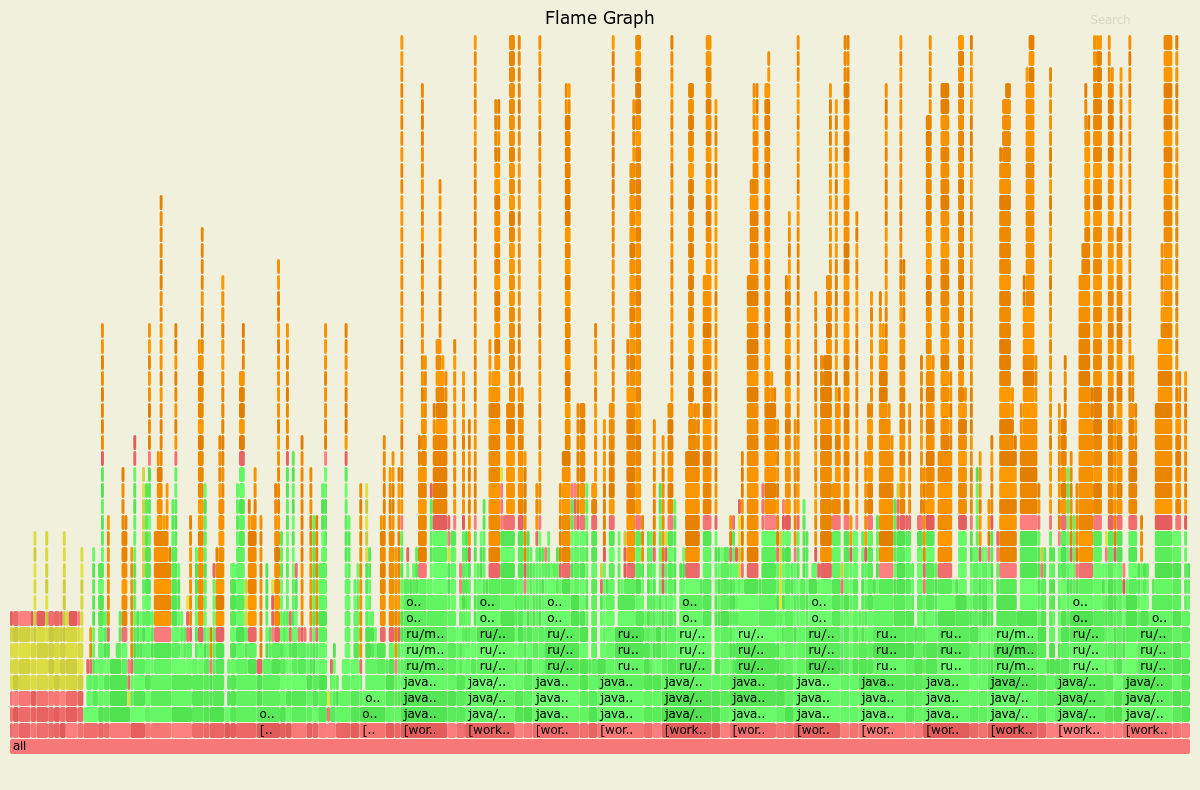 Flame Graph
Search
o.. o.. o.. o.. o.. o..
o.. o.. o.. o.. o.. o.. o..
ru/m.. ru/.. ru/.. ru.. ru/.. ru/.. ru/.. ru.. ru.. ru/m.. ru/.. ru/..
ru/m.. ru/.. ru/.. ru.. ru/.. ru/.. ru/.. ru.. ru.. ru/m.. ru/.. ru/..
ru/m.. ru/.. ru/.. ru.. ru/.. ru/.. ru/.. ru.. ru.. ru/m.. ru/.. ru/..
java.. java/.. java.. java.. java/.. java.. java.. java.. java.. java/.. java/.. java/..
o.. java.. java/.. java.. java.. java/.. java.. java.. java.. java.. java/.. java/.. java/..
o.. o.. java.. java/.. java.. java.. java/.. java.. java.. java.. java.. java/.. java/.. java/..
[.. [.. [wor.. [work.. [wor.. [wor.. [work.. [wor.. [wor.. [wor.. [wor.. [work.. [work.. [work..
all